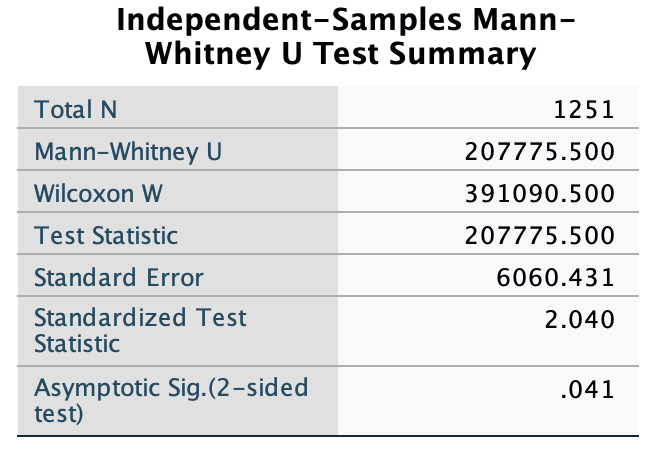 Independent-Samples Mann-
Whitney U Test Summary
Total N 1251
Mann-Whitney U 207775.500
Wilcoxon W 391090.500
Test Statistic 207775.500
Standard Error 6060.431
Standardized Test 2.040
Statistic
Asymptotic Sig.(2-sided .041
test)